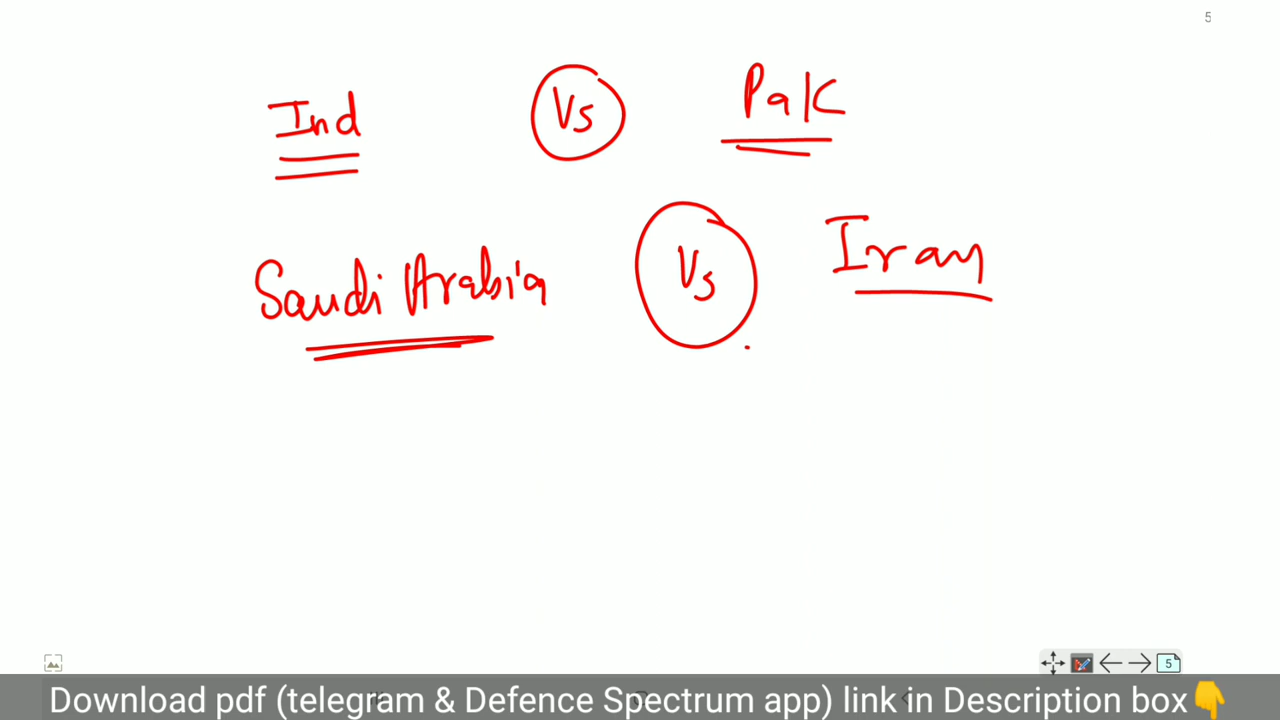 5
Ind Vs Pak
Saudi Arabia Vs Iran
5
Download pdf (telegram & Defence Spectrum app) link in Description box👇